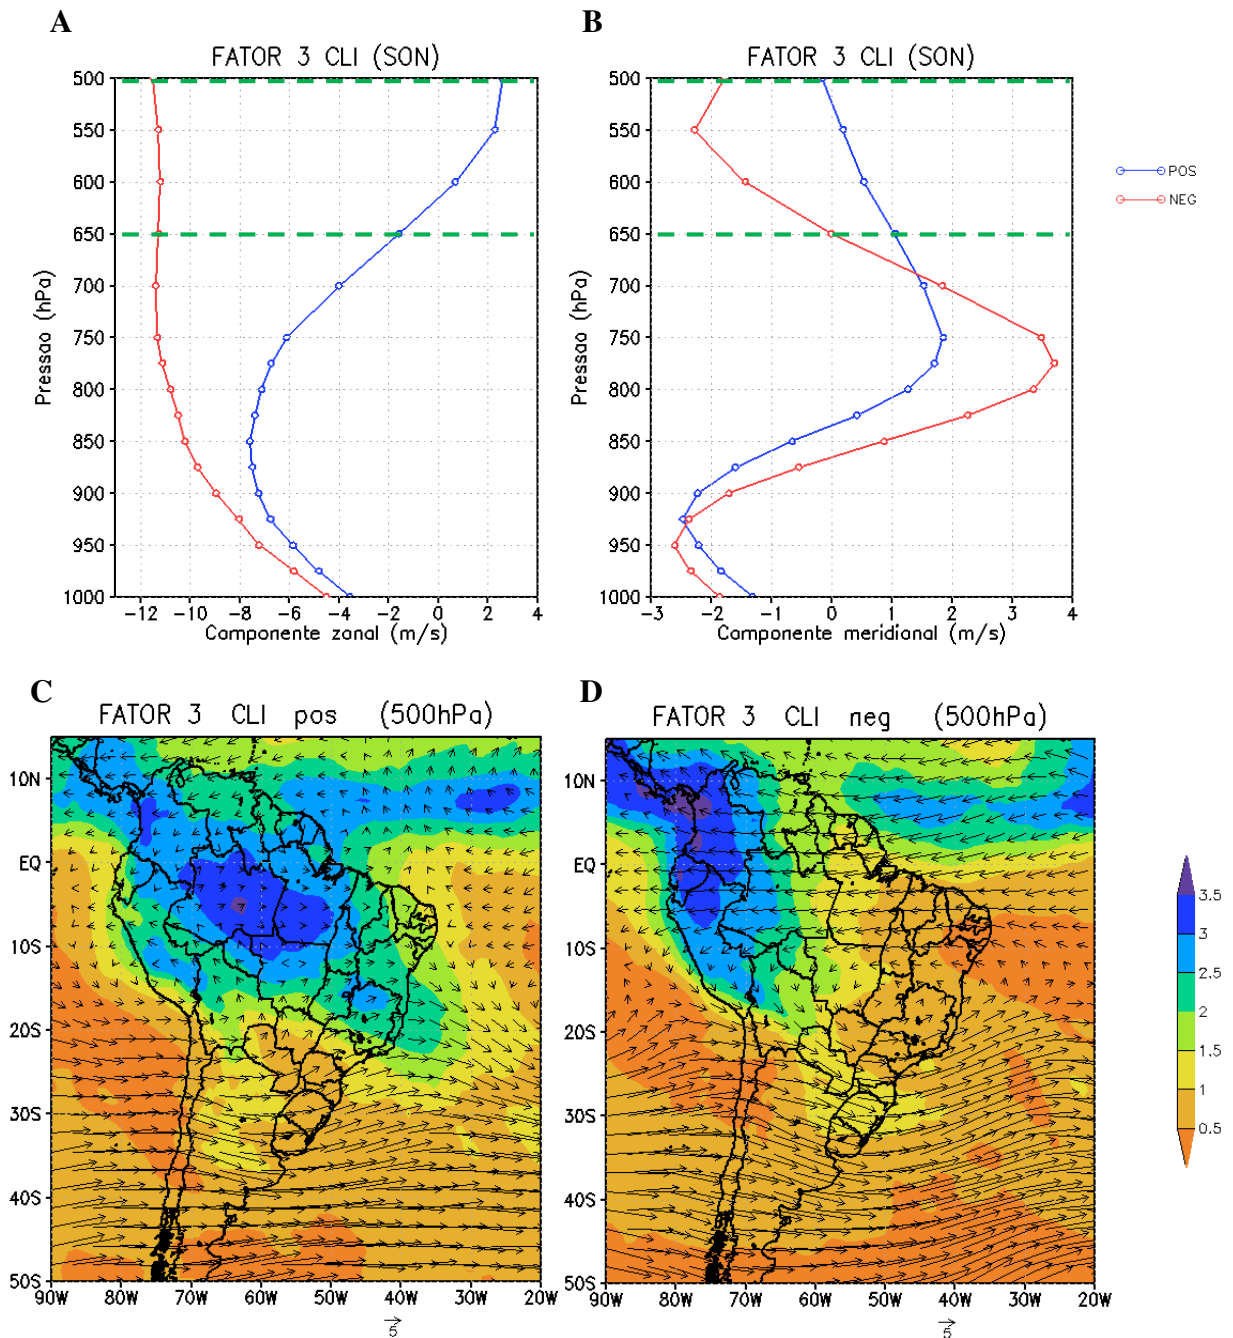 A
FATOR 3 CLI (SON)
500
550
600
650
700
750
800
850
900
950
1000
Pressao (hPa)
-12 -10 -8 -6 -4 -2 0 2 4
Componente zonal (m/s)
B
FATOR 3 CLI (SON)
500
550
600
650
700
750
800
850
900
950
1000
Pressao (hPa)
-3 -2 -1 0 1 2 3 4
Componente meridional (m/s)
POS
NEG
C
FATOR 3 CLI pos (500hPa)
10N
EQ
10S
20S
30S
40S
50S
90W 80W 70W 60W 50W 40W 30W 20W
5
D
FATOR 3 CLI neg (500hPa)
10N
EQ
10S
20S
30S
40S
50S
90W 80W 70W 60W 50W 40W 30W 20W
5
3.5
3
2.5
2
1.5
1
0.5